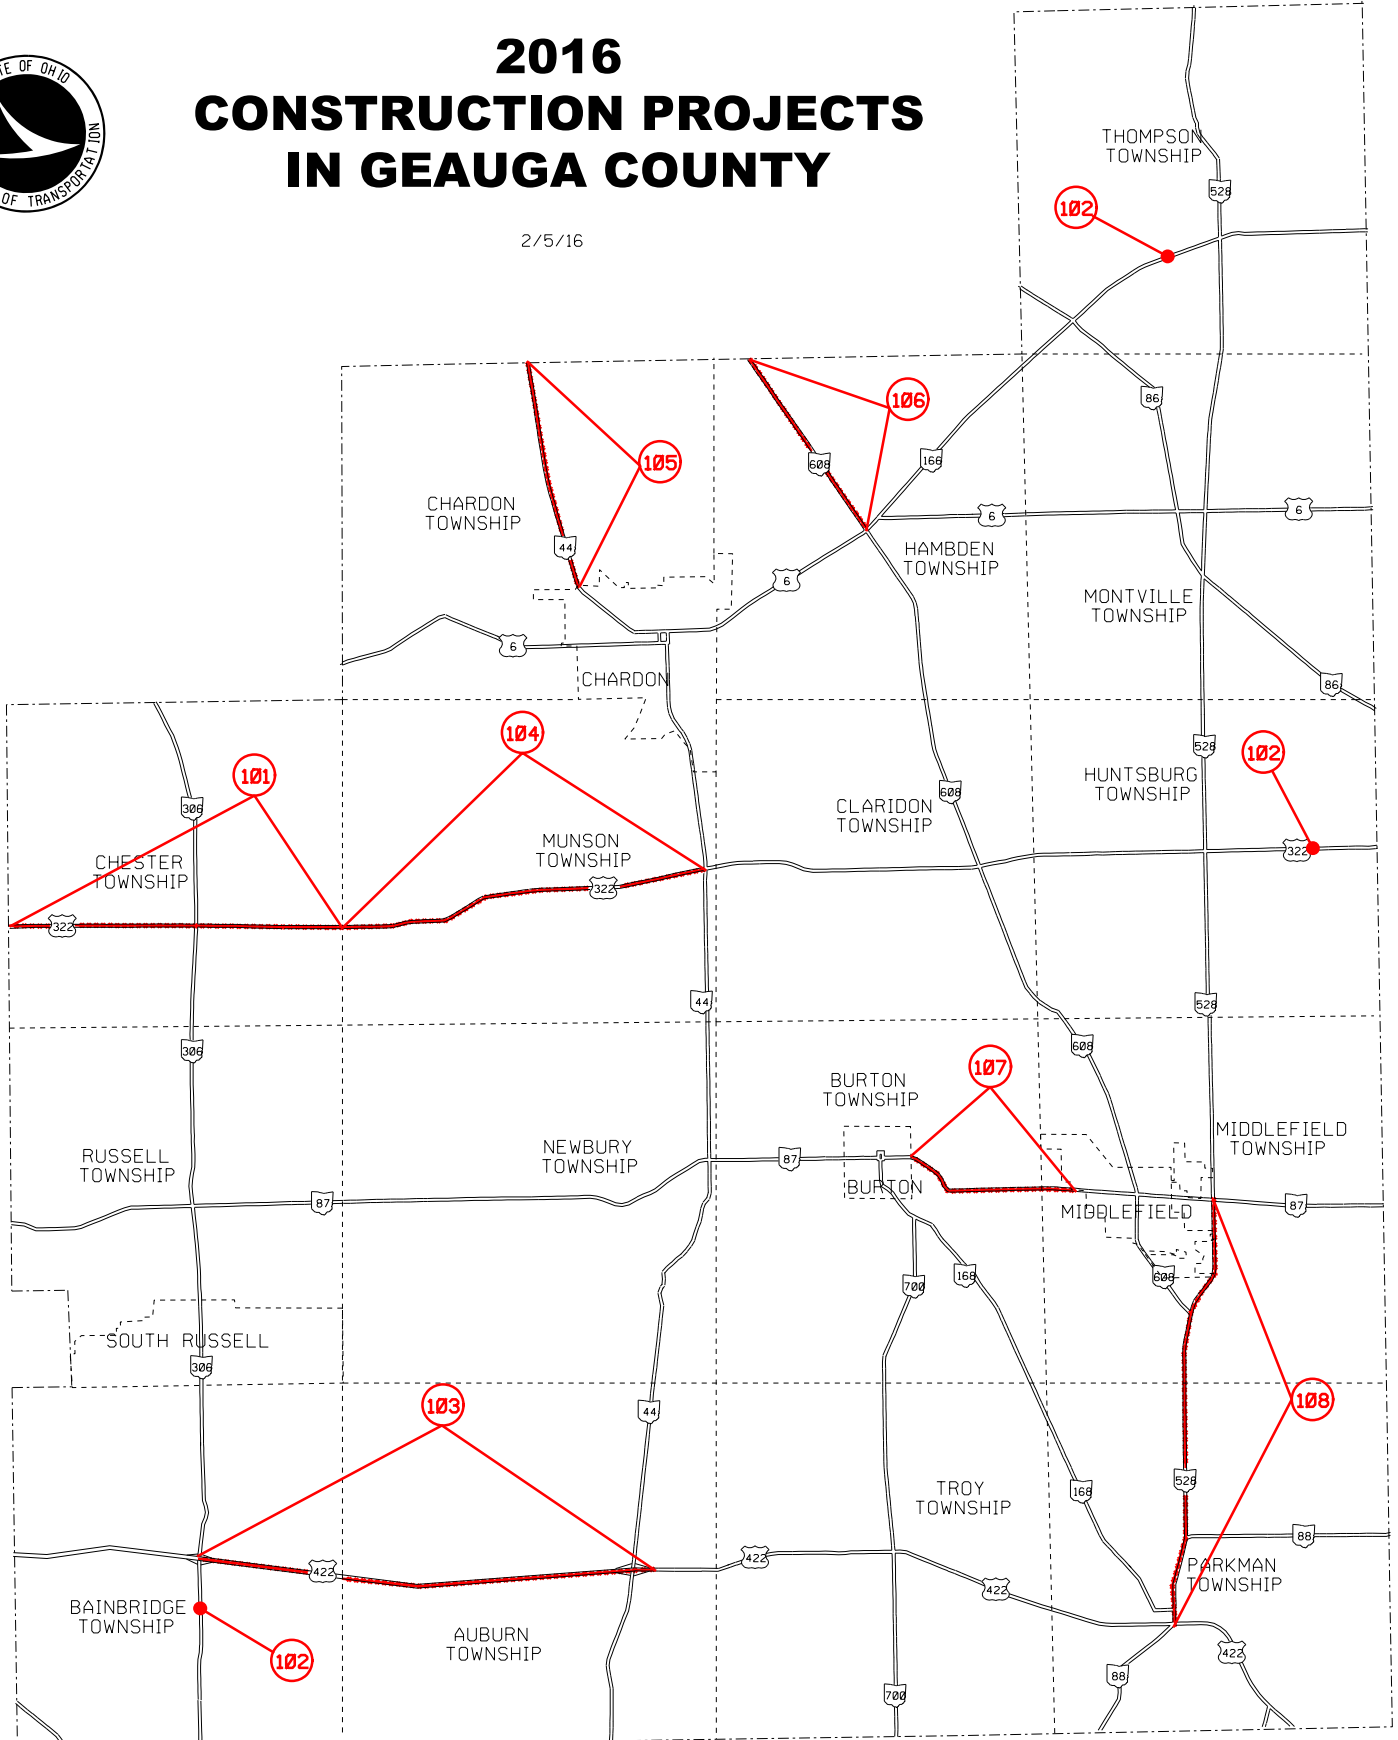 2016
CONSTRUCTION PROJECTS
IN GEAUGA COUNTY
2/5/16
TE OF OHIO
OF TRANSPORTATION
THOMPSON
TOWNSHIP
528
102
86
105
106
608
166
CHARDON
TOWNSHIP
44
6
6
HAMBDEN
TOWNSHIP
6
MONTVILLE
TOWNSHIP
6
CHARDON
86
101
104
528
102
306
608
HUNTSBURG
TOWNSHIP
CLARIDON
TOWNSHIP
MUNSON
TOWNSHIP
322
CHESTER
TOWNSHIP
322
322
44
528
306
608
107
BURTON
TOWNSHIP
MIDDLEFIELD
TOWNSHIP
NEWBURY
TOWNSHIP
RUSSELL
TOWNSHIP
87
BURTON
87
MIDDLEFIELD
87
168
608
700
SOUTH RUSSELL
306
103
44
108
528
168
TROY
TOWNSHIP
88
422
422
PARKMAN
TOWNSHIP
422
BAINBRIDGE
TOWNSHIP
AUBURN
TOWNSHIP
102
422
88
700